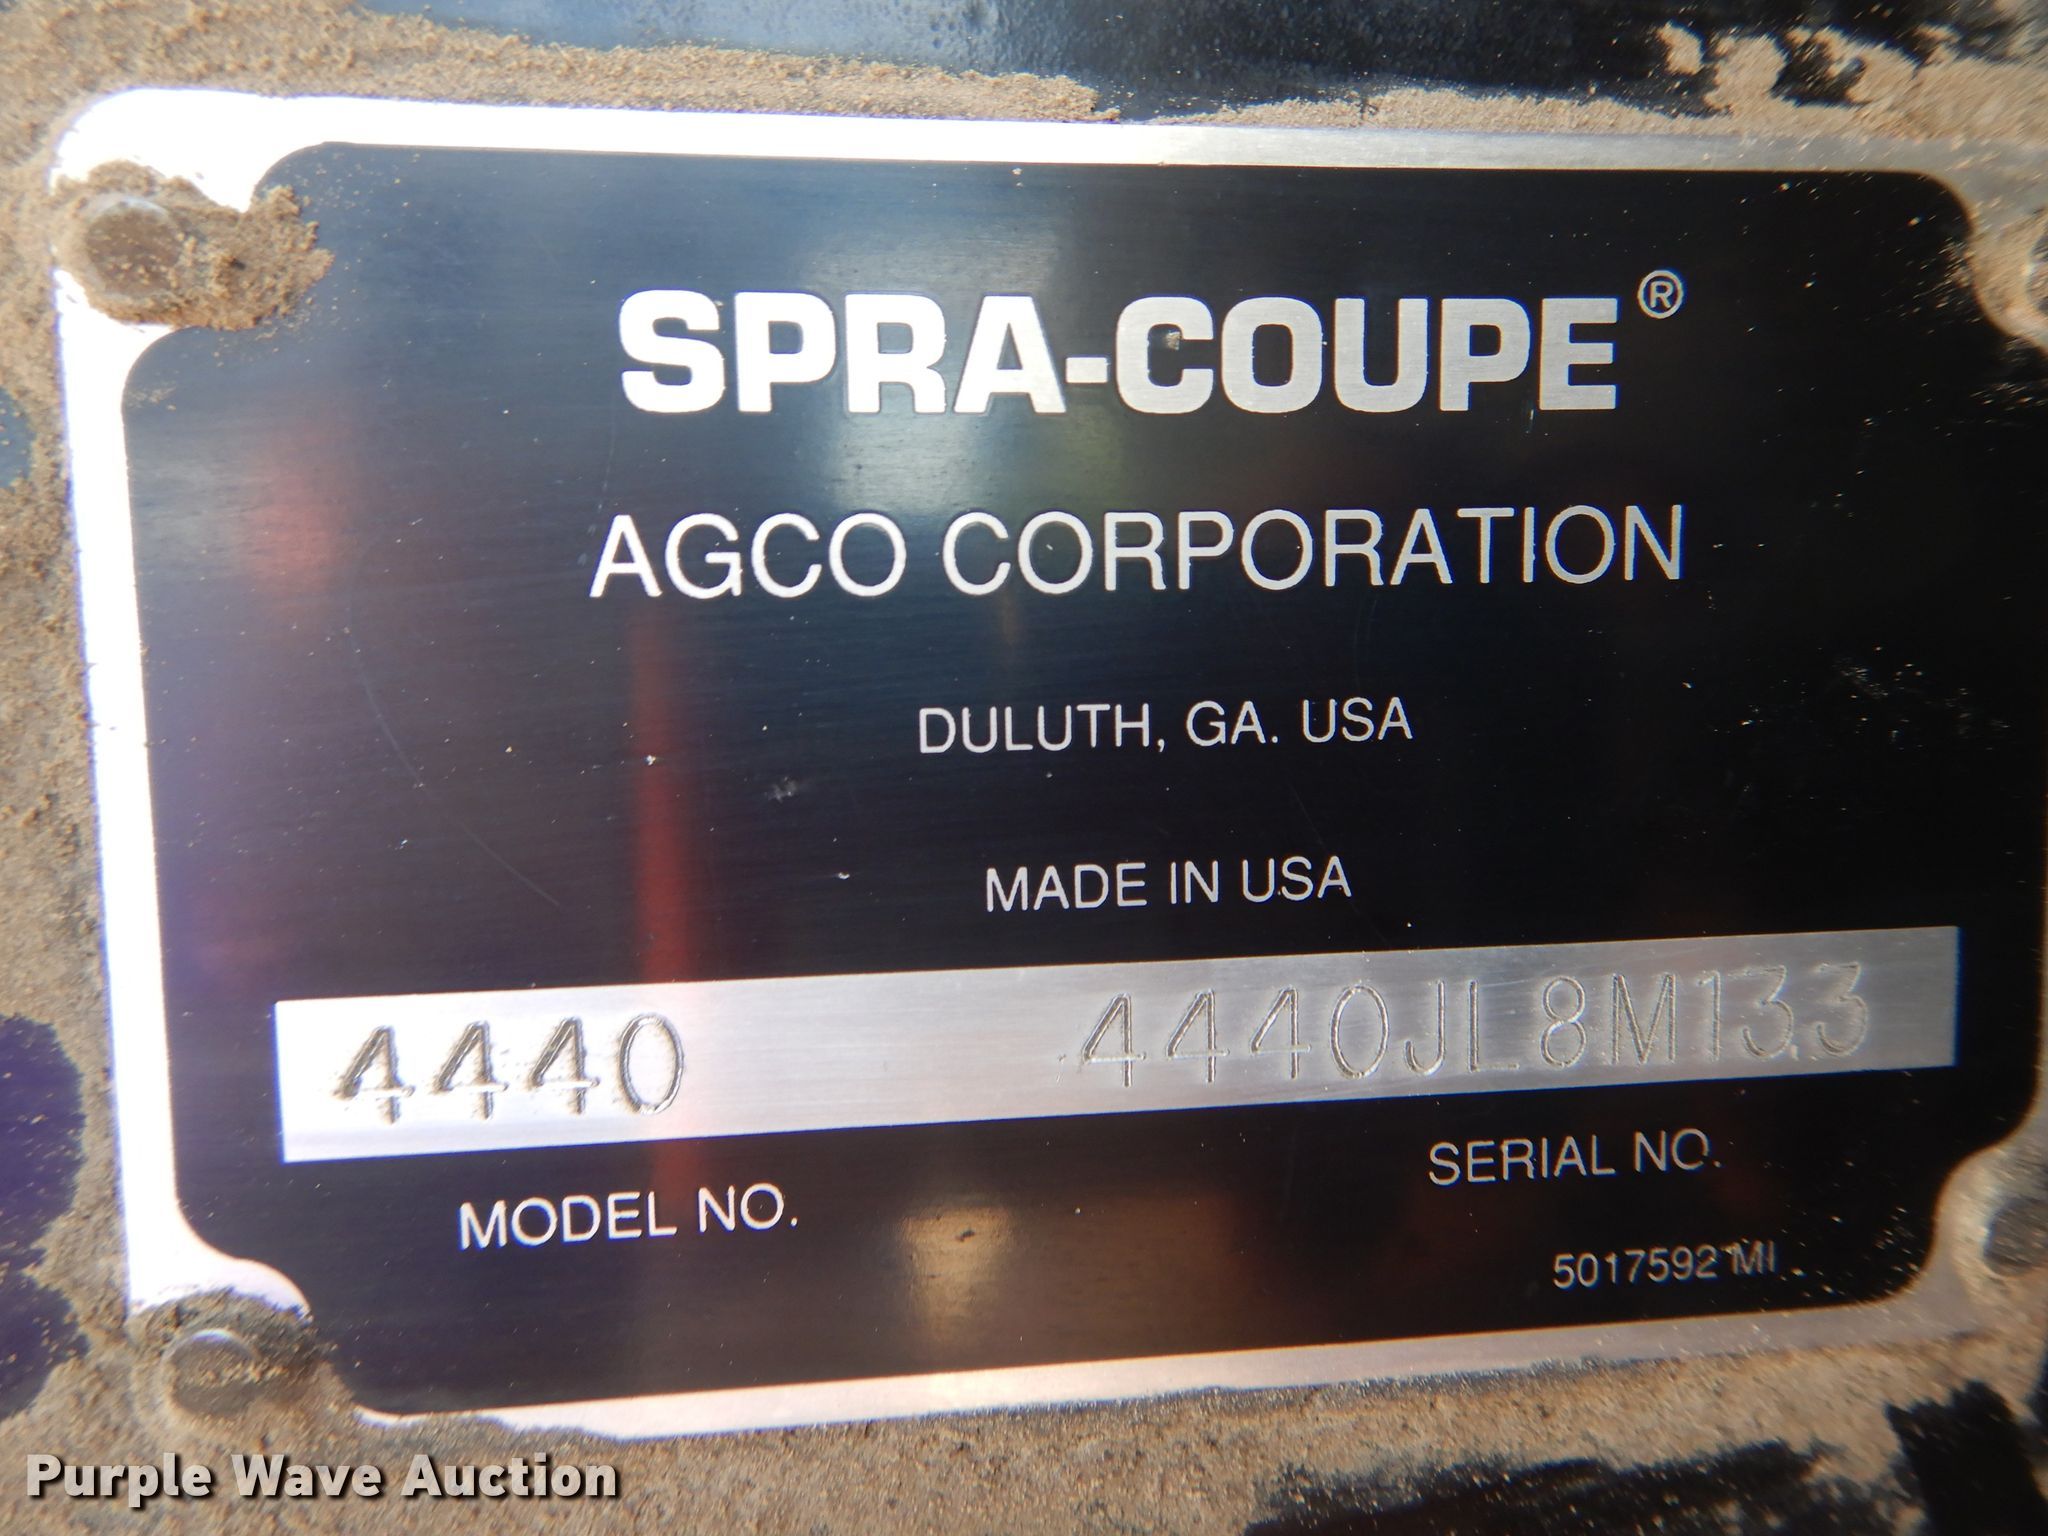 SPRA-COUPE®
AGCO CORPORATION
DULUTH, GA. USA
MADE IN USA
4440 4440JL8M133
MODEL NO. SERIAL NO.
5017592 MI
Purple Wave Auction